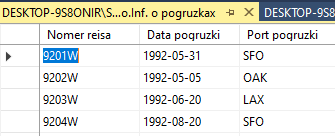 DESKTOP-9S8ONIR\S...o.Inf. o pogruzkax DESKTOP-9S8
Nomer reisa Data pogruzki Port pogruzki
9201W 1992-05-31 SFO
9202W 1992-05-05 OAK
9203W 1992-06-20 LAX
9204W 1992-08-20 SFO